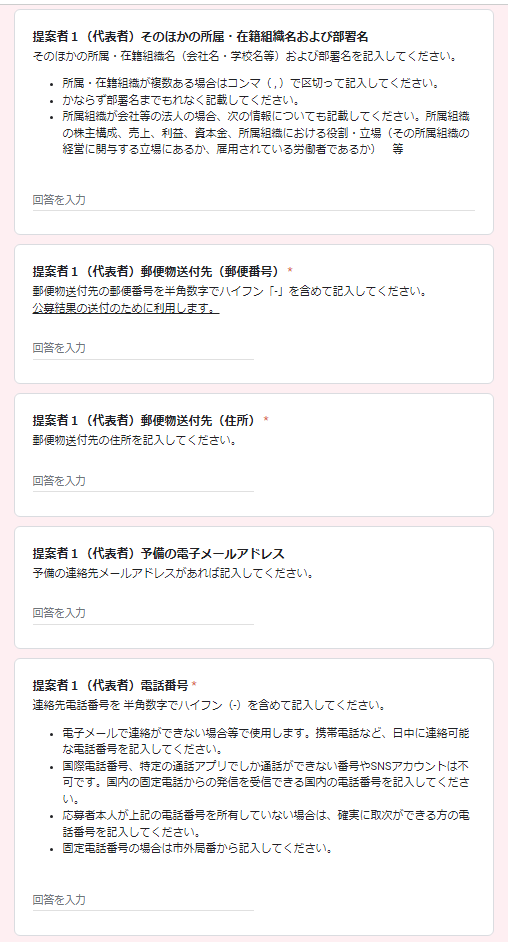 提案者１（代表者）そのほかの所属・在籍組織名および部署名
そのほかの所属・在籍組織名（会社名・学校名等）および部署名を記入してください。
• 所属・在籍組織が複数ある場合はコンマ（ , ）で区切って記入してください。
• かならず部署名までもれなく記載してください。
• 所属組織が会社等の法人の場合、次の情報についても記載してください。所属組織
の株主構成、売上、利益、資本金、所属組織における役割・立場（その所属組織の
経営に関与する立場にあるか、雇用されている労働者であるか）　等
回答を入力
提案者１（代表者）郵便物送付先（郵便番号） *
郵便物送付先の郵便番号を半角数字でハイフン「-」を含めて記入してください。
公募結果の送付のために利用します。
回答を入力
提案者１（代表者）郵便物送付先（住所） *
郵便物送付先の住所を記入してください。
回答を入力
提案者１（代表者）予備の電子メールアドレス
予備の連絡先メールアドレスがあれば記入してください。
回答を入力
提案者１（代表者）電話番号 *
連絡先電話番号を 半角数字でハイフン（-）を含めて記入してください。
• 電子メールで連絡ができない場合等で使用します。携帯電話など、日中に連絡可能
な電話番号を記入してください。
• 国際電話番号、特定の通話アプリでしか通話ができない番号やSNSアカウントは不
可です。国内の固定電話からの発信を受信できる国内の電話番号を記入してくださ
い。
• 応募者本人が上記の電話番号を所有していない場合は、確実に取次ができる方の電
話番号を記入してください。
• 固定電話番号の場合は市外局番から記入してください。
回答を入力